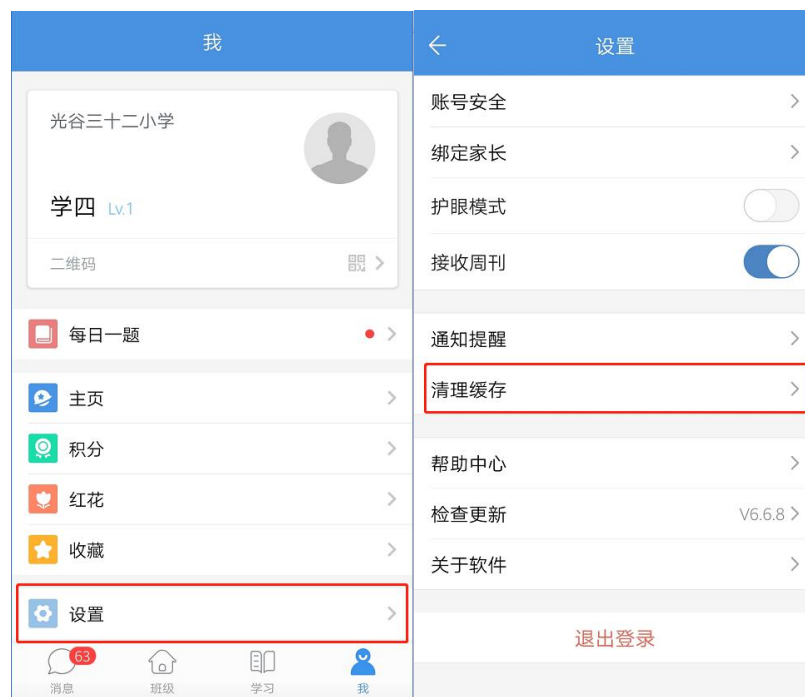 我
光谷三十二小学
学四 Lv.1
二维码
每日一题
主页
积分
红花
收藏
设置
63
消息
班级
学习
我
设置
账号安全
绑定家长
护眼模式
接收周刊
通知提醒
清理缓存
帮助中心
检查更新 V6.6.8
关于软件
退出登录